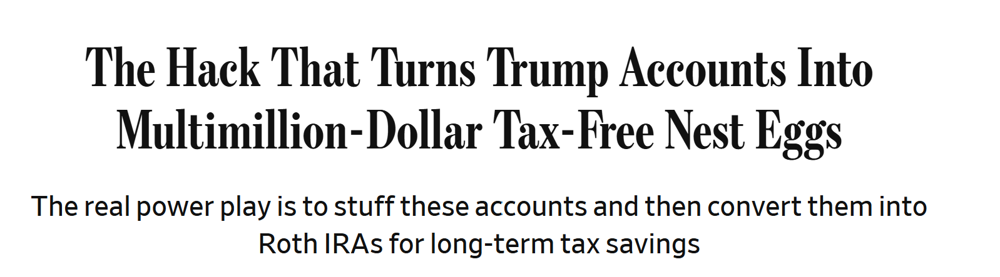 The Hack That Turns Trump Accounts Into
Multimillion-Dollar Tax-Free Nest Eggs
The real power play is to stuff these accounts and then convert them into
Roth IRAs for long-term tax savings